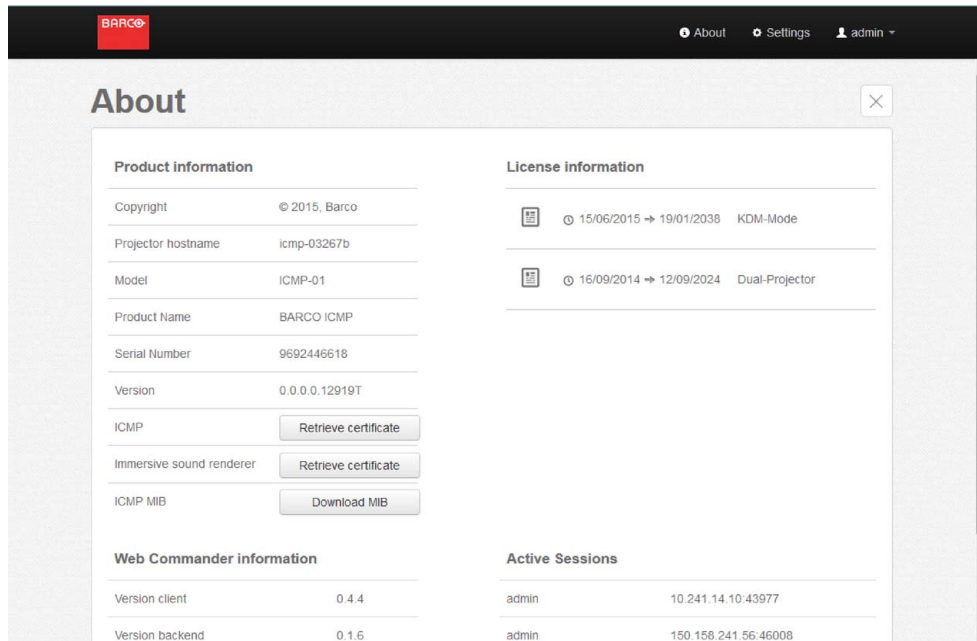 BARCO
About Settings admin
About
Product information
Copyright © 2015, Barco
Projector hostname icmp-03267b
Model ICMP-01
Product Name BARCO ICMP
Serial Number 9692446618
Version 0.0.0.0.12919T
ICMP Retrieve certificate
Immersive sound renderer Retrieve certificate
ICMP MIB Download MIB
License information
15/06/2015 ➔ 19/01/2038 KDM-Mode
16/09/2014 ➔ 12/09/2024 Dual-Projector
Web Commander information
Version client 0.4.4
Version backend 0.1.6
Active Sessions
admin 10.241.14.10:43977
admin 150.158.241.56:46008